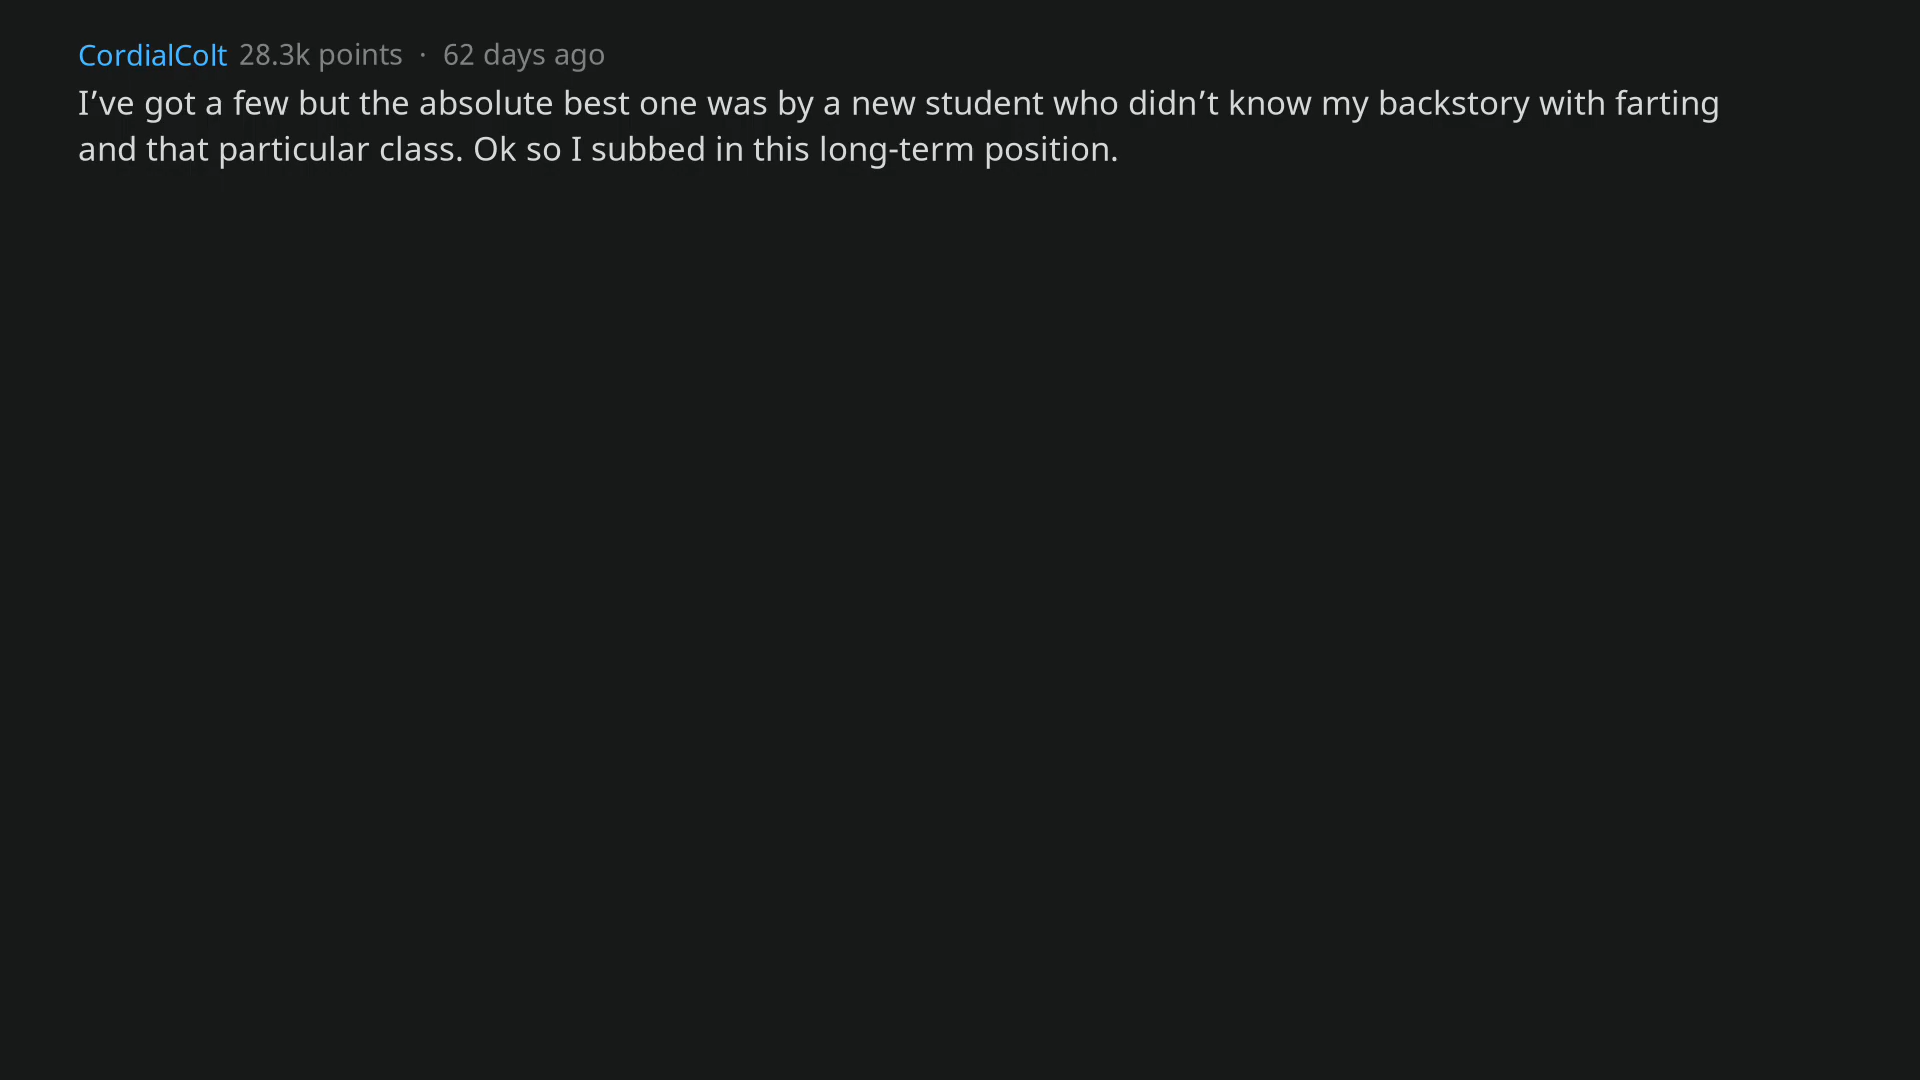 CordialColt 28.3k points · 62 days ago
I’ve got a few but the absolute best one was by a new student who didn’t know my backstory with farting
and that particular class. Ok so I subbed in this long-term position.